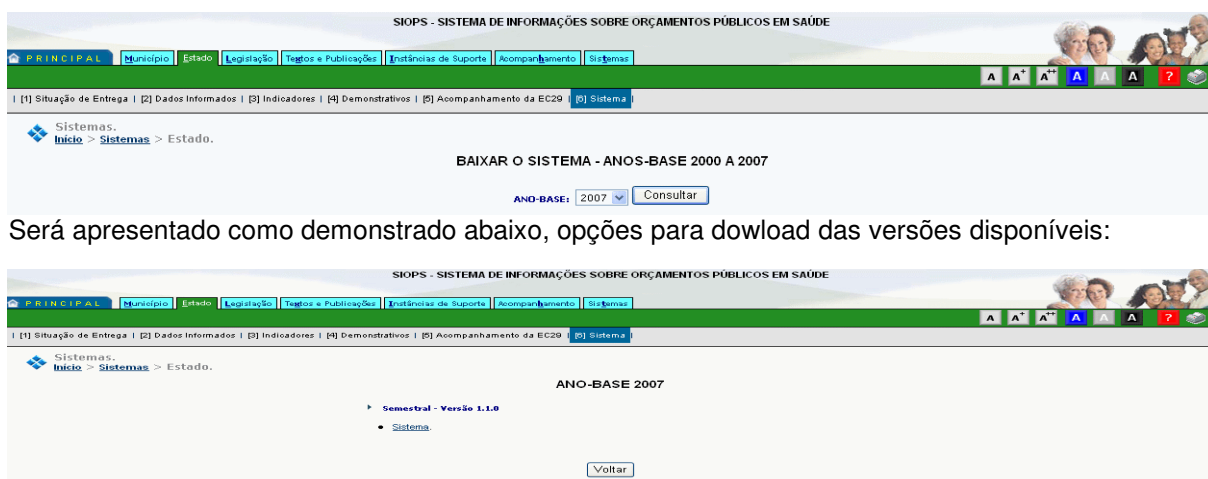 SIOPS - SISTEMA DE INFORMAÇÕES SOBRE ORÇAMENTOS PÚBLICOS EM SAÚDE
PRINCIPAL Município Estado Legislação Textos e Publicações Instâncias de Suporte Acompanhamento Sistemas
A A+ A++ A A A ?
| [1] Situação de Entrega | [2] Dados Informados | [3] Indicadores | [4] Demonstrativos | [5] Acompanhamento da EC29 | [6] Sistema |
Sistemas.
Início > Sistemas > Estado.
BAIXAR O SISTEMA - ANOS-BASE 2000 A 2007
ANO-BASE: 2007 Consultar
Será apresentado como demonstrado abaixo, opções para dowload das versões disponíveis:
SIOPS - SISTEMA DE INFORMAÇÕES SOBRE ORÇAMENTOS PÚBLICOS EM SAÚDE
PRINCIPAL Município Estado Legislação Textos e Publicações Instâncias de Suporte Acompanhamento Sistemas
A A+ A++ A A A ?
| [1] Situação de Entrega | [2] Dados Informados | [3] Indicadores | [4] Demonstrativos | [5] Acompanhamento da EC29 | [6] Sistema |
Sistemas.
Início > Sistemas > Estado.
ANO-BASE 2007
Semestral - Versão 1.1.0
• Sistema.
Voltar